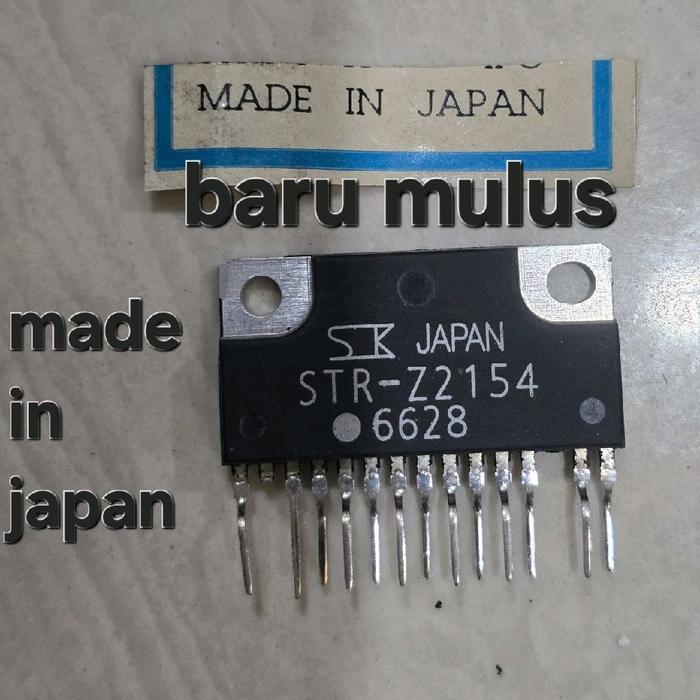 MADE IN JAPAN
baru mulus
made
in
japan
SK JAPAN
STR-Z2154
6628